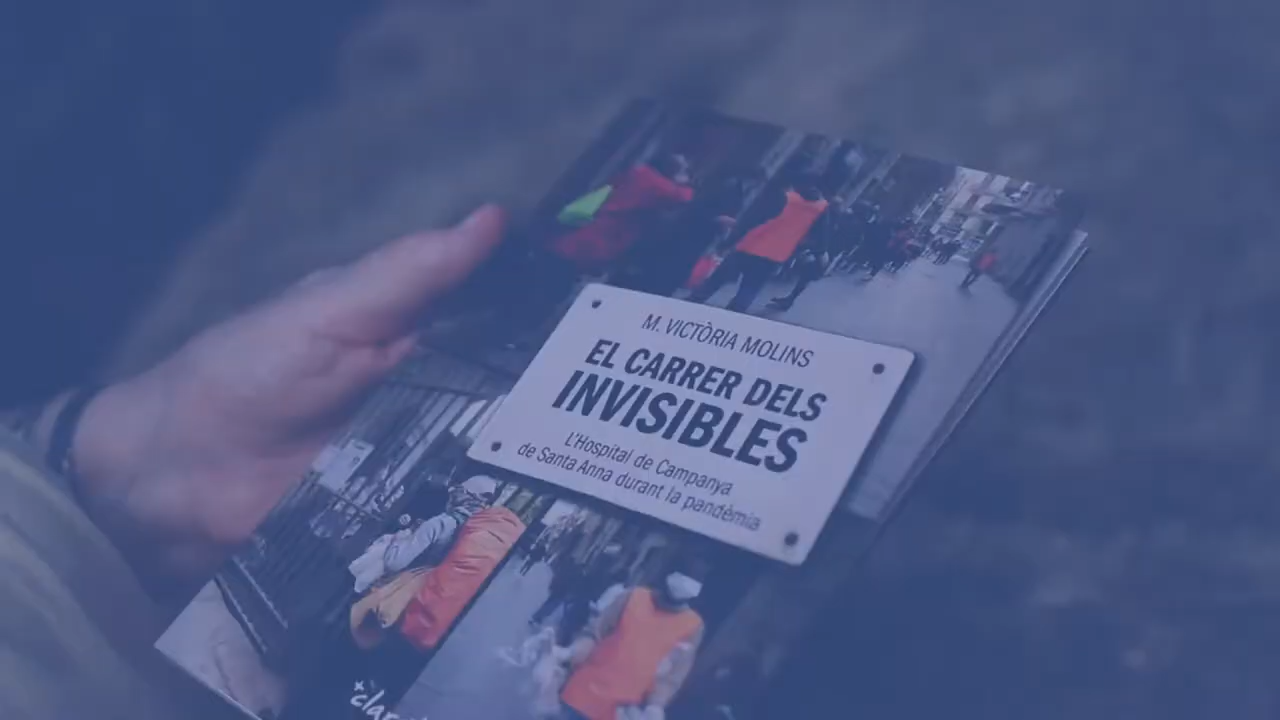 M. VICTÒRIA MOLINS
EL CARRER DELS
INVISIBLES
L'Hospital de Campanya
de Santa Anna durant la pandèmia